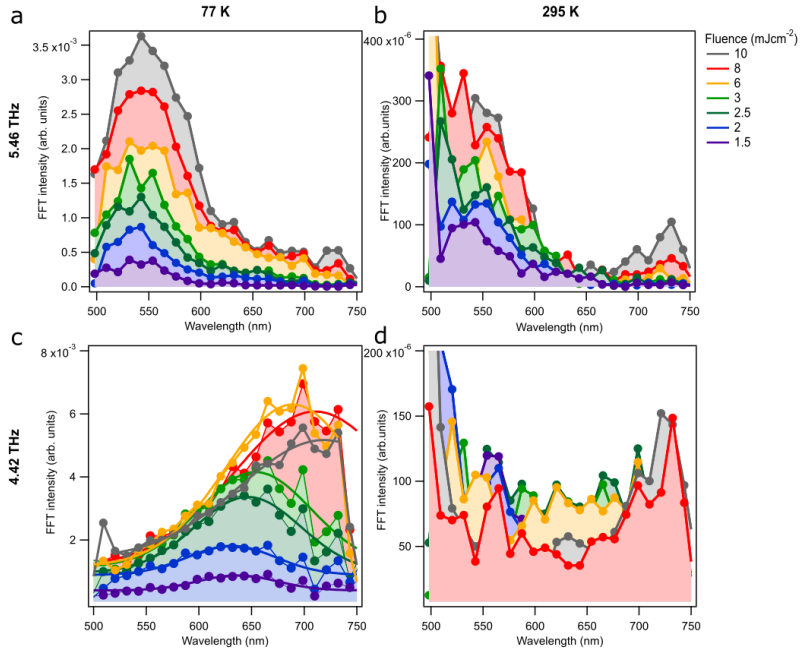 77 K
295 K
a
b
Fluence (mJcm-2)
10
8
6
3
2.5
2
1.5
5.46 THz
FFT intensity (arb. units)
3.5x10-3
3.0
2.5
2.0
1.5
1.0
0.5
0.0
500 550 600 650 700 750
Wavelength (nm)
FFT intensity (arb. units)
400 x10-6
300
200
100
0
500 550 600 650 700 750
Wavelength (nm)
c
d
4.42 THz
FFT intensity (arb. units)
8 x10-3
6
4
2
500 550 600 650 700 750
Wavelength (nm)
FFT intensity (arb.units)
200 x10-6
150
100
50
500 550 600 650 700 750
Wavelength (nm)